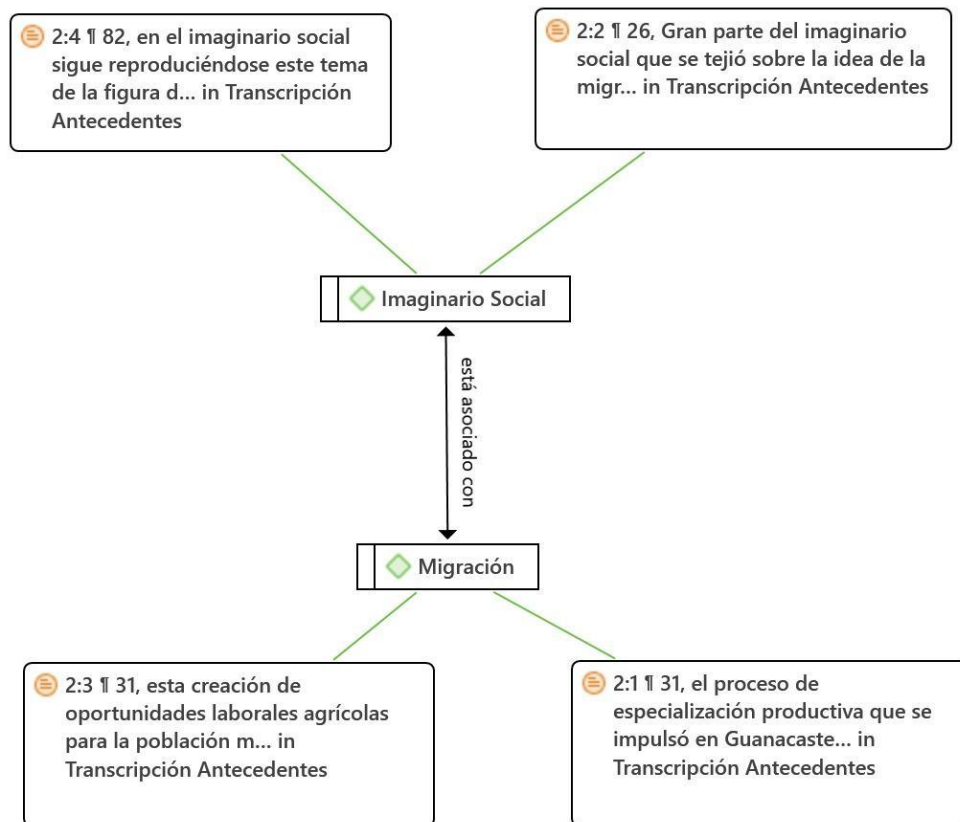 2:4 ¶ 82, en el imaginario social
sigue reproduciéndose este tema
de la figura d... in Transcripción
Antecedentes
2:2 ¶ 26, Gran parte del imaginario
social que se tejió sobre la idea de la
migr... in Transcripción Antecedentes
Imaginario Social
está asociado con
Migración
2:3 ¶ 31, esta creación de
oportunidades laborales agrícolas
para la población m... in
Transcripción Antecedentes
2:1 ¶ 31, el proceso de
especialización productiva que se
impulsó en Guanacaste... in
Transcripción Antecedentes